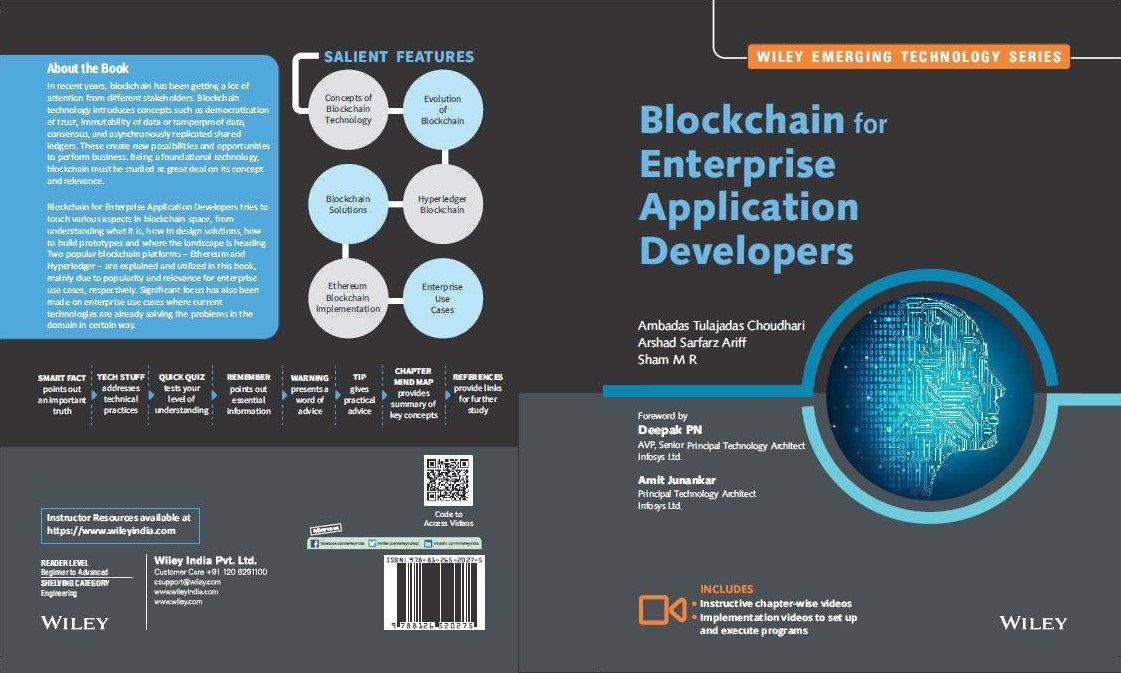 About the Book
In recent years, blockchain has been getting a lot of
attention from different stakeholders. Blockchain
technology introduces concepts such as democratization
of trust, immutability of data or tamperproof data,
consensus, and asynchronously replicated shared
ledgers. These create new possibilities and opportunities
to perform business. Being a foundational technology,
blockchain must be studied at great deal on its concept
and relevance.
Blockchain for Enterprise Application Developers tries to
touch various aspects in blockchain space, from
understanding what it is, how to design solutions, how
to build prototypes and where the landscape is heading.
Two popular blockchain platforms – Ethereum and
Hyperledger – are explained and utilized in this book,
mainly due to popularity and relevance for enterprise
use cases, respectively. Significant focus has also been
made on enterprise use cases where current
technologies are already solving the problems in the
domain in certain way.
SALIENT FEATURES
Concepts of
Blockchain
Technology
Evolution
of
Blockchain
Blockchain
Solutions
Hyperledger
Blockchain
Ethereum
Blockchain
Implementation
Enterprise
Use
Cases
SMART FACT
points out
an important
truth
TECH STUFF
addresses
technical
practices
QUICK QUIZ
tests your
level of
understanding
REMEMBER
points out
essential
information
WARNING
presents a
word of
advice
TIP
gives
practical
advice
CHAPTER
MIND MAP
provides
summary of
key concepts
REFERENCES
provide links
for further
study
Code to
Access Videos
Instructor Resources available at
https://www.wileyindia.com
READER LEVEL
Beginner to Advanced
SHELVING CATEGORY
Engineering
WILEY
Wiley India Pvt. Ltd.
Customer Care +91 120 6291100
csupport@wiley.com
www.wileyindia.com
www.wiley.com
ISBN: 978-81-265-2027-5
9 788126 520275
WILEY EMERGING TECHNOLOGY SERIES
Blockchain for
Enterprise
Application
Developers
Ambadas Tulajadas Choudhari
Arshad Sarfarz Ariff
Sham M R
Foreword by
Deepak PN
AVP, Senior Principal Technology Architect
Infosys Ltd.
Amit Junankar
Principal Technology Architect
Infosys Ltd.
INCLUDES
• Instructive chapter-wise videos
• Implementation videos to set up
and execute programs
WILEY